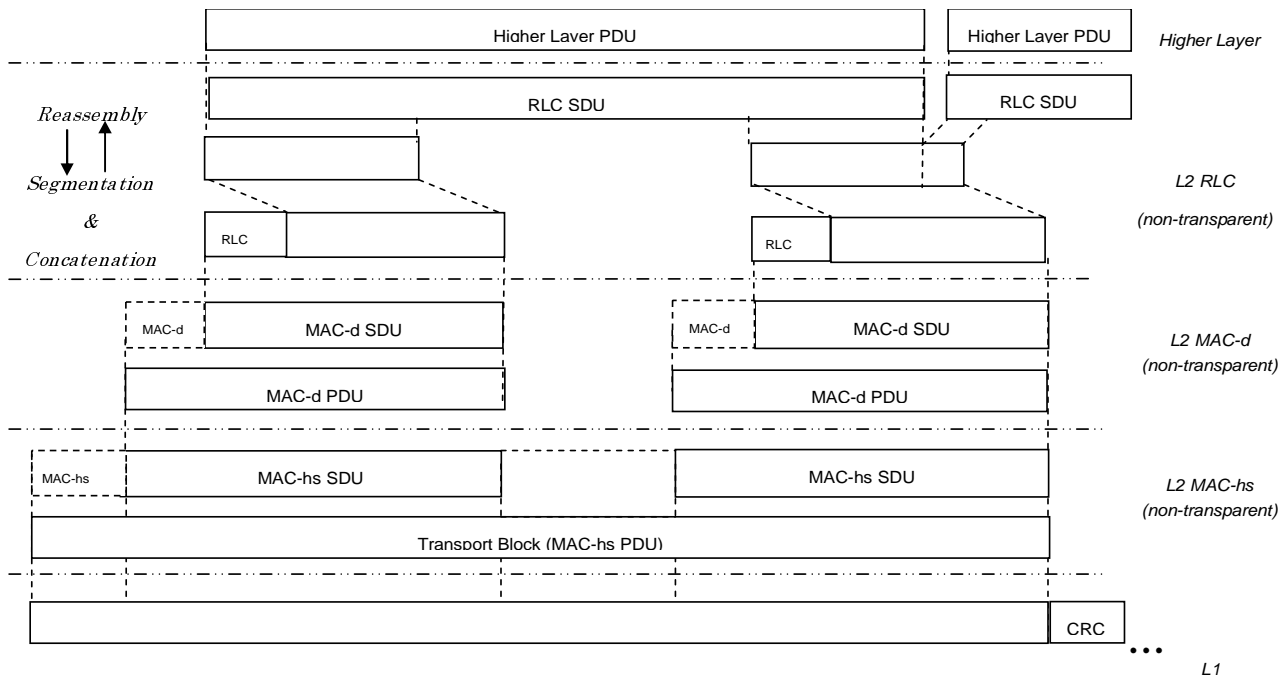 Higher Layer PDU
Higher Layer PDU
Higher Layer
RLC SDU
RLC SDU
Reassembly
Segmentation
&
Concatenation
L2 RLC
(non-transparent)
RLC
RLC
MAC-d
MAC-d SDU
MAC-d
MAC-d SDU
L2 MAC-d
(non-transparent)
MAC-d PDU
MAC-d PDU
MAC-hs
MAC-hs SDU
MAC-hs SDU
L2 MAC-hs
(non-transparent)
Transport Block (MAC-hs PDU)
CRC
•••
L1